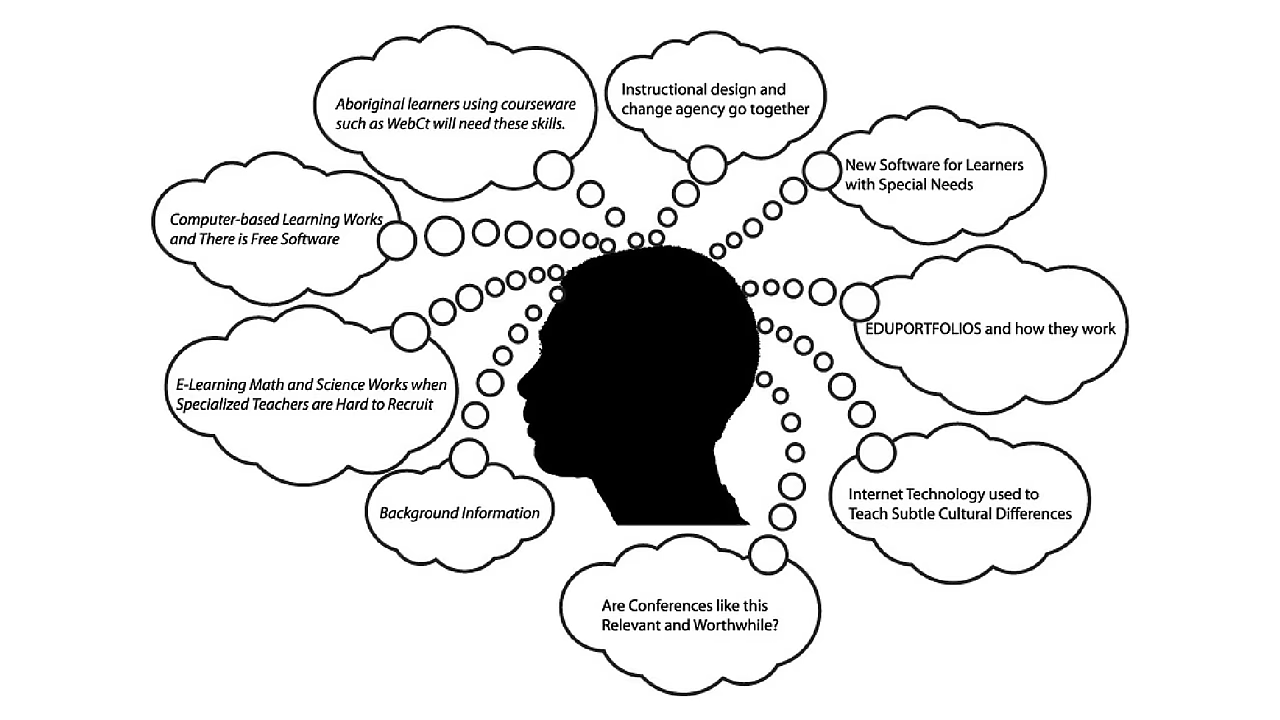 Aboriginal learners using courseware
such as WebCt will need these skills.
Instructional design and
change agency go together
New Software for Learners
with Special Needs
Computer-based Learning Works
and There is Free Software
EDUPORTFOLIOS and how they work
E-Learning Math and Science Works when
Specialized Teachers are Hard to Recruit
Internet Technology used to
Teach Subtle Cultural Differences
Background Information
Are Conferences like this
Relevant and Worthwhile?